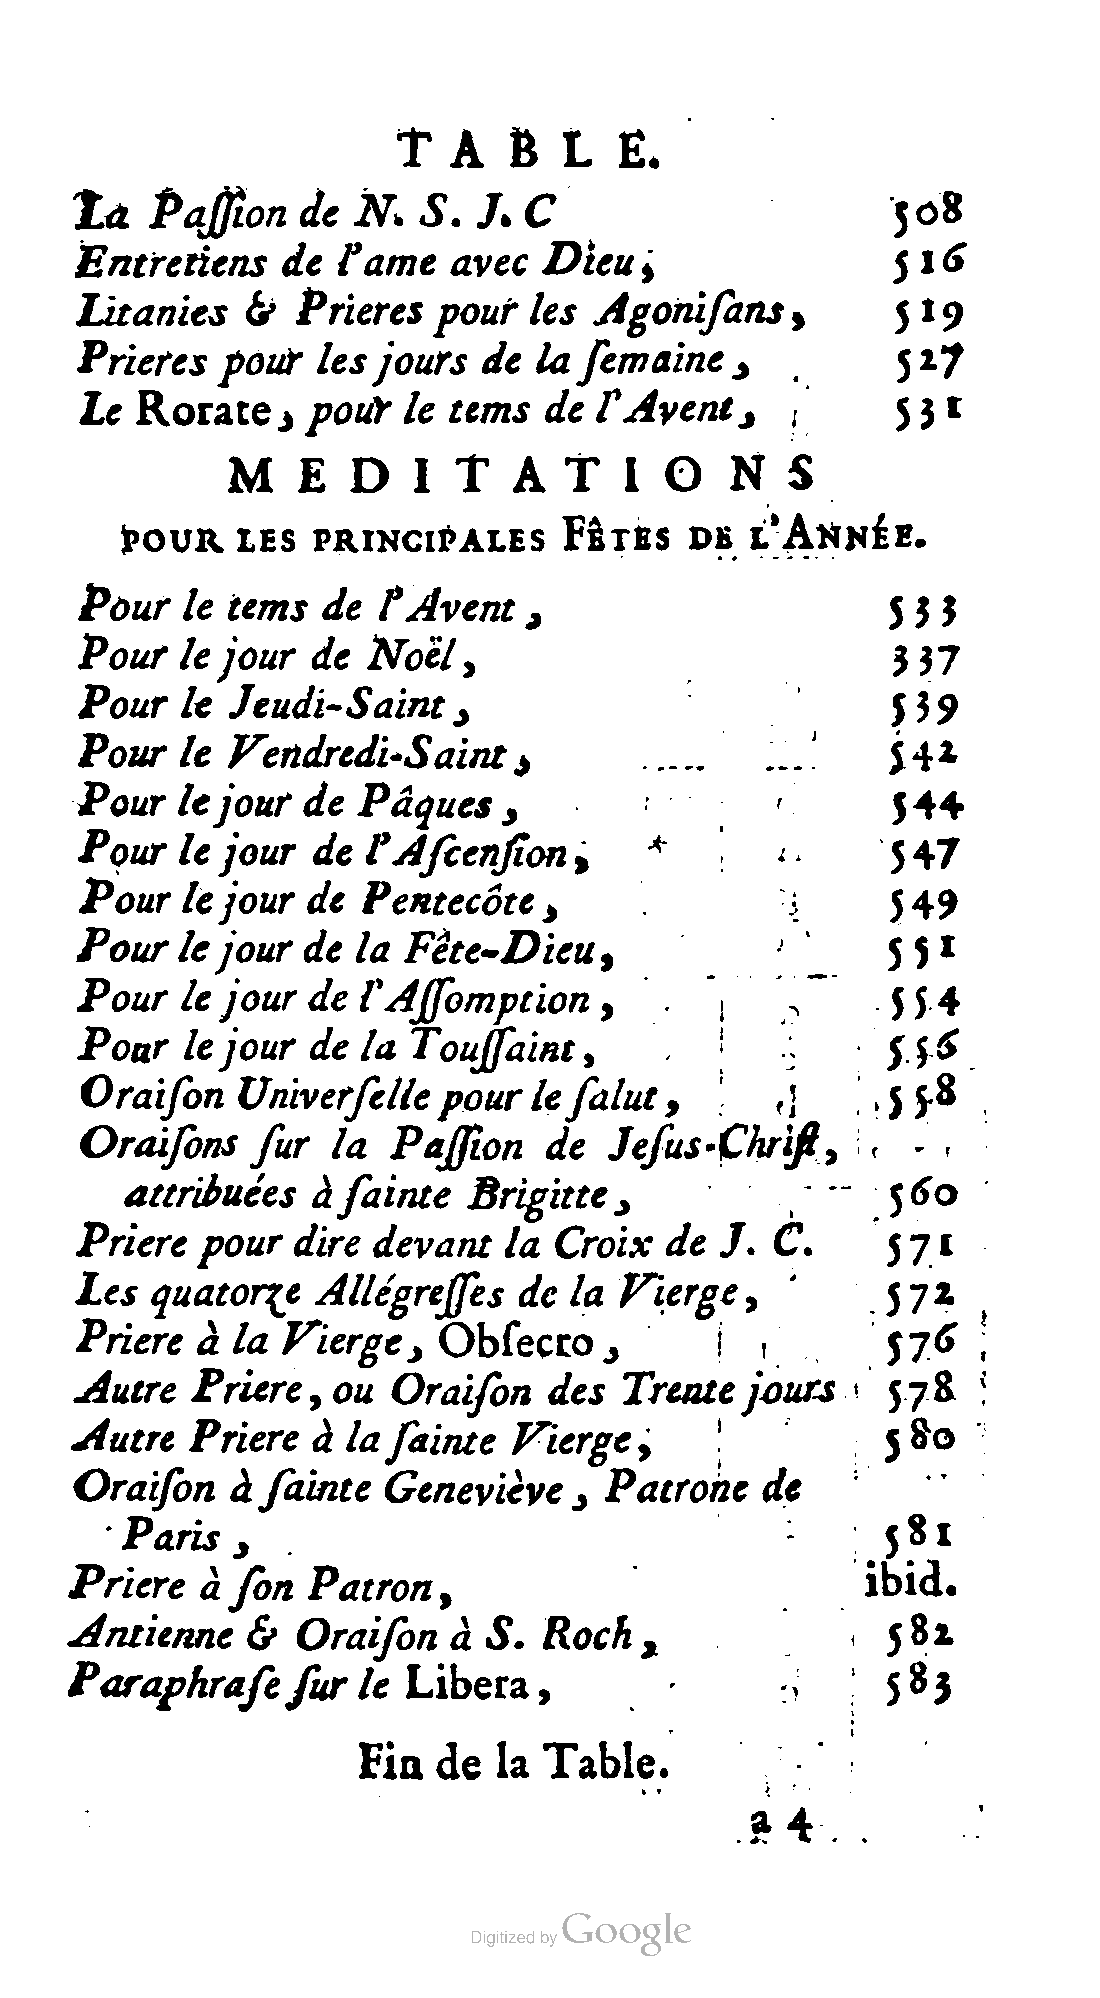 TABLE.
La Paſſion de N. S. J. C 508
Entretiens de l'ame avec Dieu, 516
Litanies & Prieres pour les Agoniſans, 519
Prieres pour les jours de la ſemaine, 527
Le Rorate, pour le tems de l'Avent, 531
MEDITATIONS
POUR LES PRINCIPALES FÊTES DE L'ANNÉE.
Pour le tems de l'Avent, 533
Pour le jour de Noël, 337
Pour le Jeudi-Saint, 539
Pour le Vendredi-Saint, 542
Pour le jour de Pâques, 544
Pour le jour de l'Aſcenſion, 547
Pour le jour de Pentecôte, 549
Pour le jour de la Fête-Dieu, 551
Pour le jour de l'Aſſomption, 554
Pour le jour de la Touſſaint, 556
Oraiſon Univerſelle pour le ſalut, 558
Oraiſons ſur la Paſſion de Jeſus-Chriſt,
attribuées à ſainte Brigitte, 560
Priere pour dire devant la Croix de J. C. 571
Les quatorze Allégreſſes de la Vierge, 572
Priere à la Vierge, Obſecro, 576
Autre Priere, ou Oraiſon des Trente jours 578
Autre Priere à la ſainte Vierge, 580
Oraiſon à ſainte Geneviève, Patrone de
Paris, 581
Priere à ſon Patron, ibid.
Antienne & Oraiſon à S. Roch, 582
Paraphraſe ſur le Libera, 583
Fin de la Table.
a 4
Digitized by Google